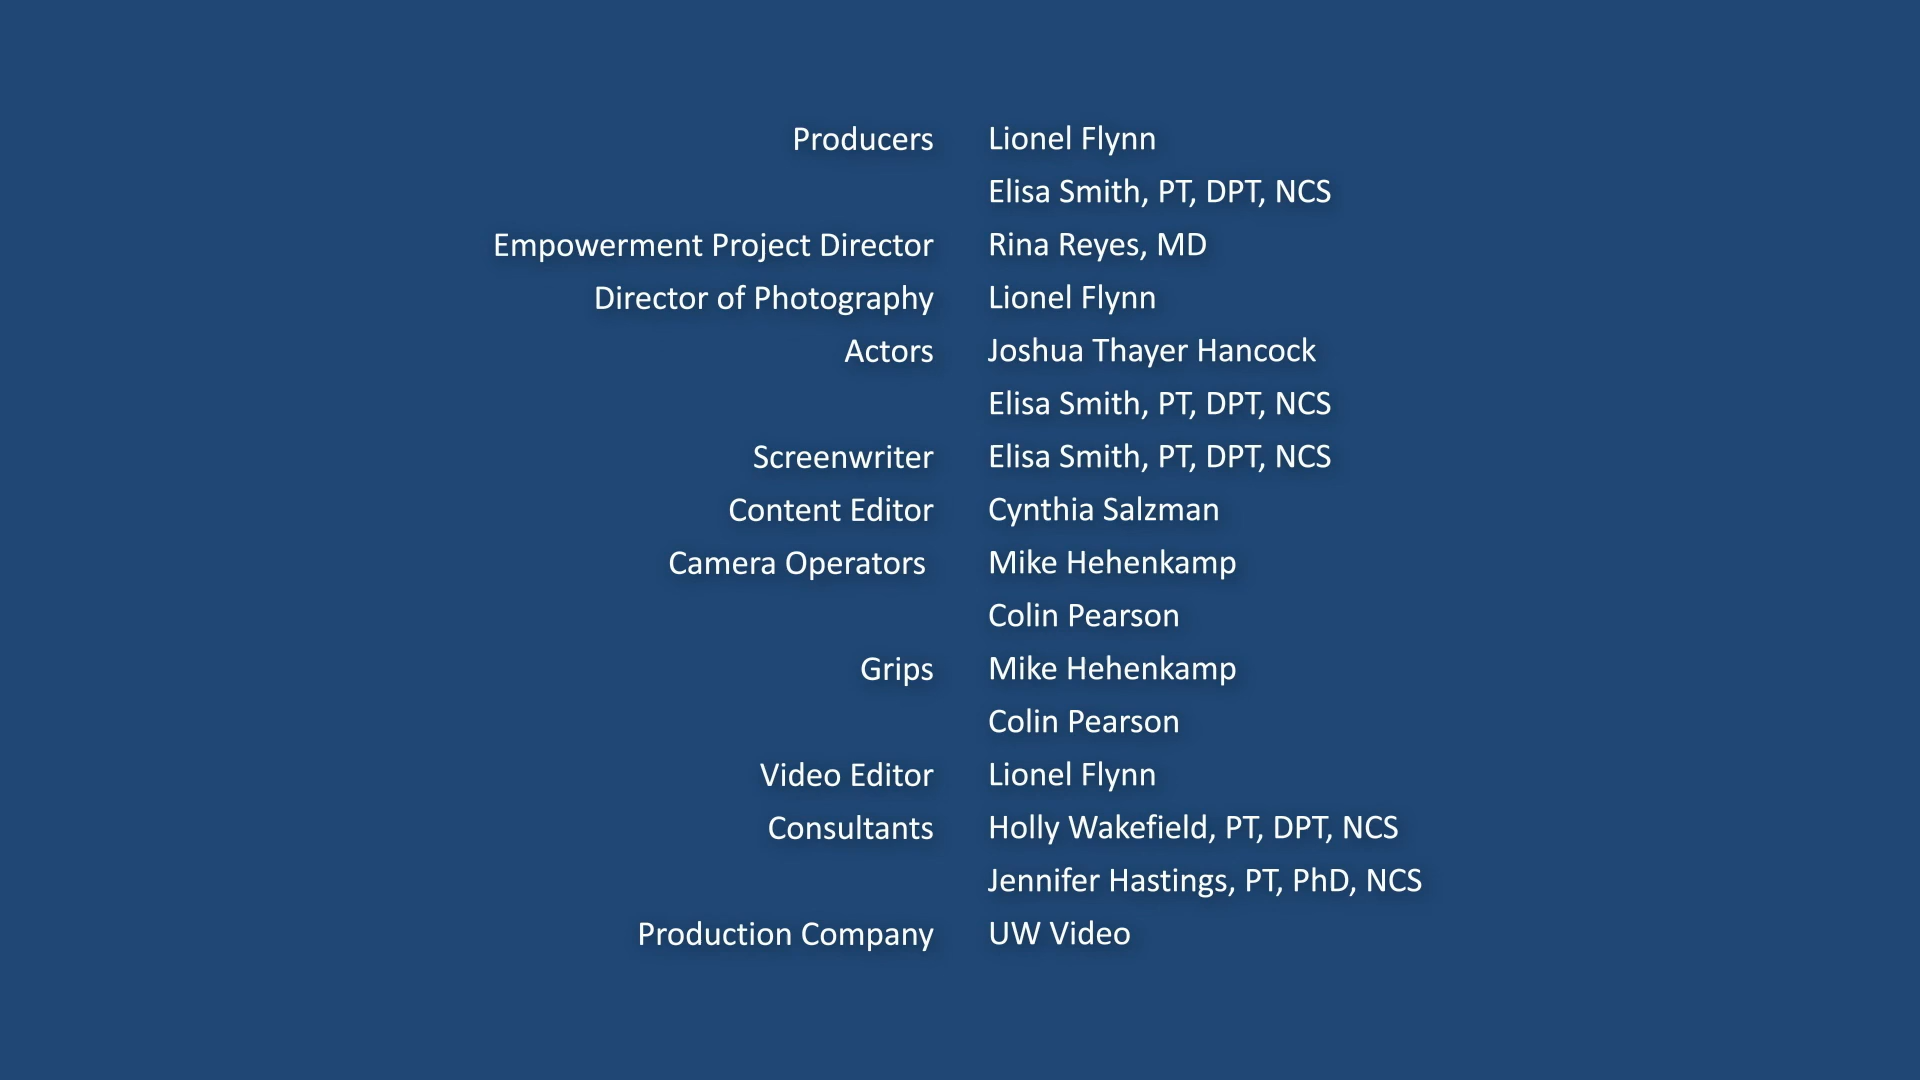 Producers Lionel Flynn
Elisa Smith, PT, DPT, NCS
Empowerment Project Director Rina Reyes, MD
Director of Photography Lionel Flynn
Actors Joshua Thayer Hancock
Elisa Smith, PT, DPT, NCS
Screenwriter Elisa Smith, PT, DPT, NCS
Content Editor Cynthia Salzman
Camera Operators Mike Hehenkamp
Colin Pearson
Grips Mike Hehenkamp
Colin Pearson
Video Editor Lionel Flynn
Consultants Holly Wakefield, PT, DPT, NCS
Jennifer Hastings, PT, PhD, NCS
Production Company UW Video